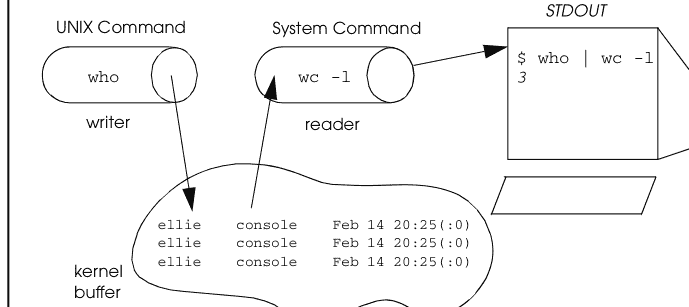 STDOUT
UNIX Command
System Command
who
wc -l
$ who | wc -l
3
writer
reader
ellie console Feb 14 20:25(:0)
ellie console Feb 14 20:25(:0)
ellie console Feb 14 20:25(:0)
kernel
buffer